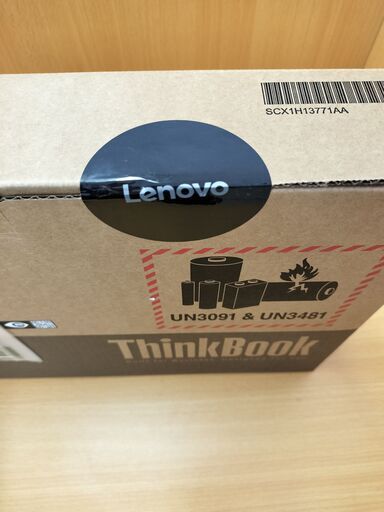 SCX1H13771AA
Lenovo
UN3091 & UN3481
ThinkBook